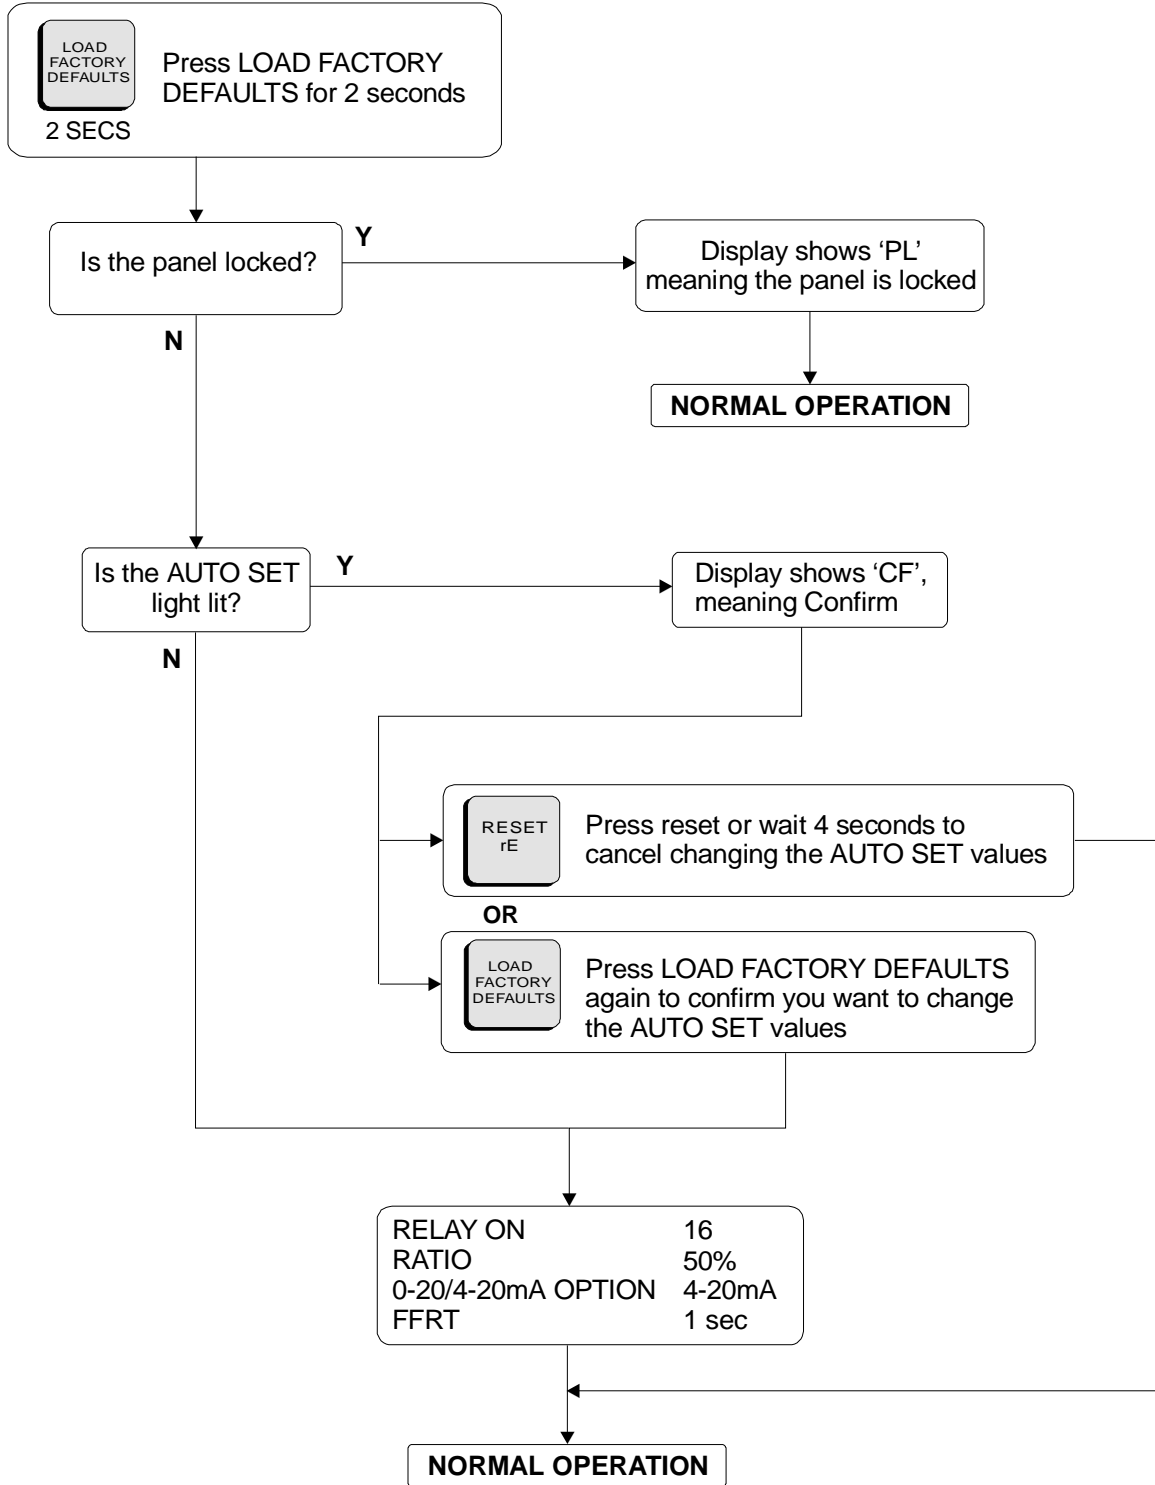 LOAD
FACTORY
DEFAULTS
2 SECS
Press LOAD FACTORY
DEFAULTS for 2 seconds
Is the panel locked?
Y
Display shows ‘PL’
meaning the panel is locked
N
NORMAL OPERATION
Is the AUTO SET
light lit?
Y
Display shows ‘CF’,
meaning Confirm
N
RESET
rE
Press reset or wait 4 seconds to
cancel changing the AUTO SET values
OR
LOAD
FACTORY
DEFAULTS
Press LOAD FACTORY DEFAULTS
again to confirm you want to change
the AUTO SET values
RELAY ON 16
RATIO 50%
0-20/4-20mA OPTION 4-20mA
FFRT 1 sec
NORMAL OPERATION